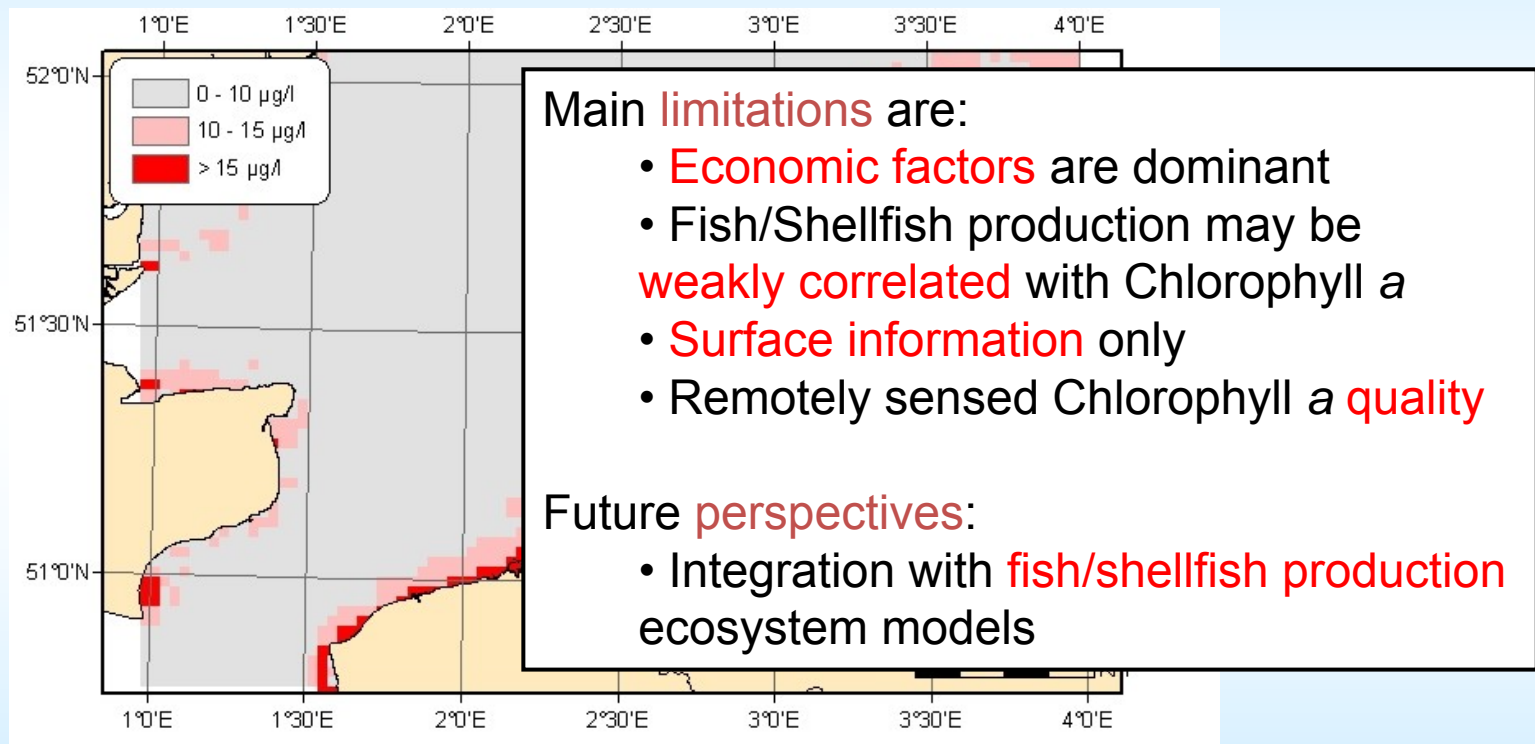 1°0'E 1°30'E 2°0'E 2°30'E 3°0'E 3°30'E 4°0'E
52°0'N
0 - 10 µg/l
10 - 15 µg/l
> 15 µg/l
51°30'N
51°0'N
Main limitations are:
• Economic factors are dominant
• Fish/Shellfish production may be
weakly correlated with Chlorophyll a
• Surface information only
• Remotely sensed Chlorophyll a quality
Future perspectives:
• Integration with fish/shellfish production
ecosystem models
1°0'E 1°30'E 2°0'E 2°30'E 3°0'E 3°30'E 4°0'E